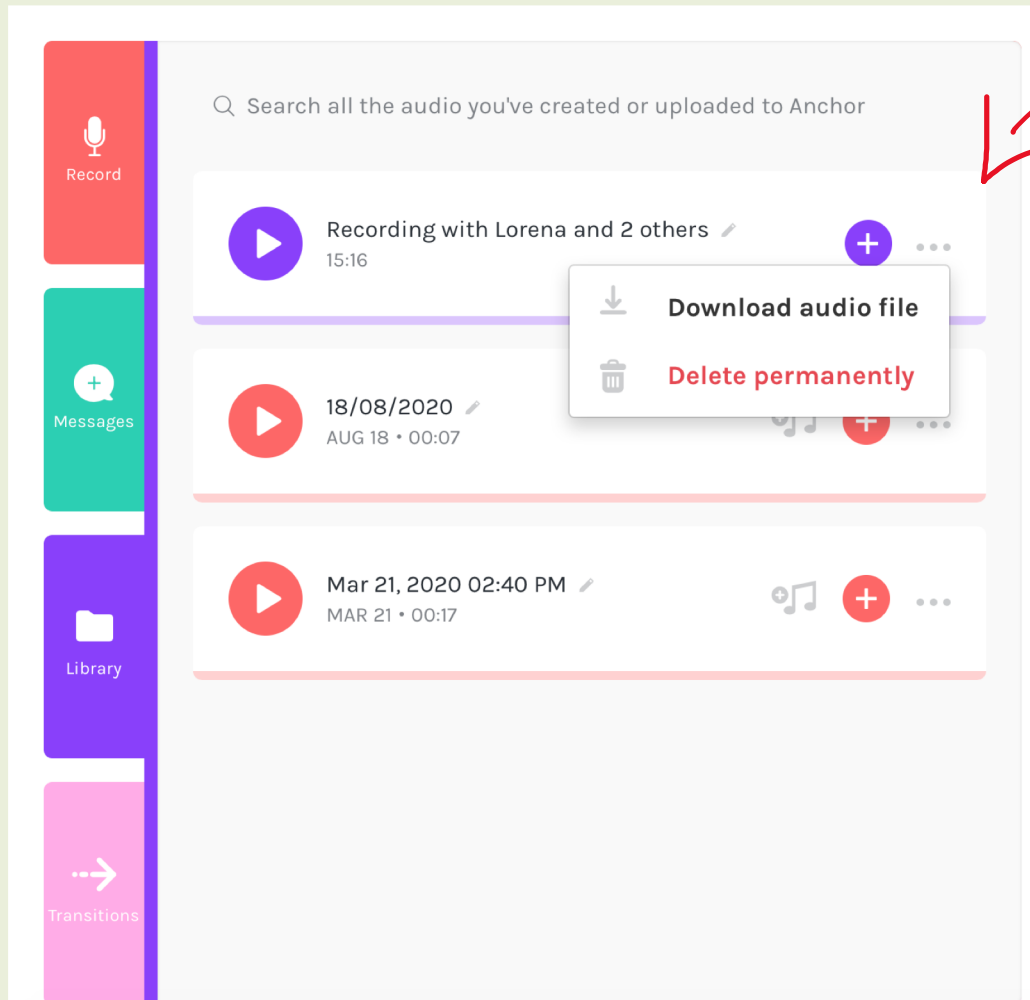 Record
Search all the audio you've created or uploaded to Anchor
Recording with Lorena and 2 others
15:16
Download audio file
Delete permanently
Messages
18/08/2020
AUG 18 • 00:07
Library
Mar 21, 2020 02:40 PM
MAR 21 • 00:17
Transitions